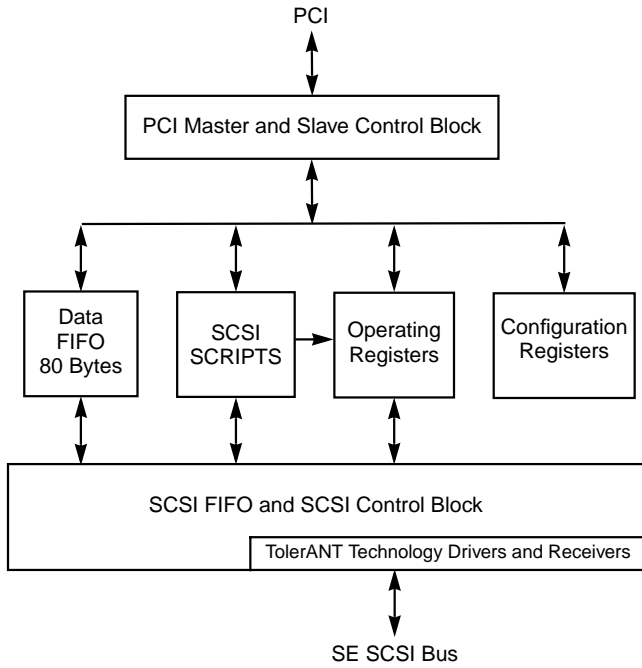 PCI
PCI Master and Slave Control Block
Data
FIFO
80 Bytes
SCSI
SCRIPTS
Operating
Registers
Configuration
Registers
SCSI FIFO and SCSI Control Block
TolerANT Technology Drivers and Receivers
SE SCSI Bus